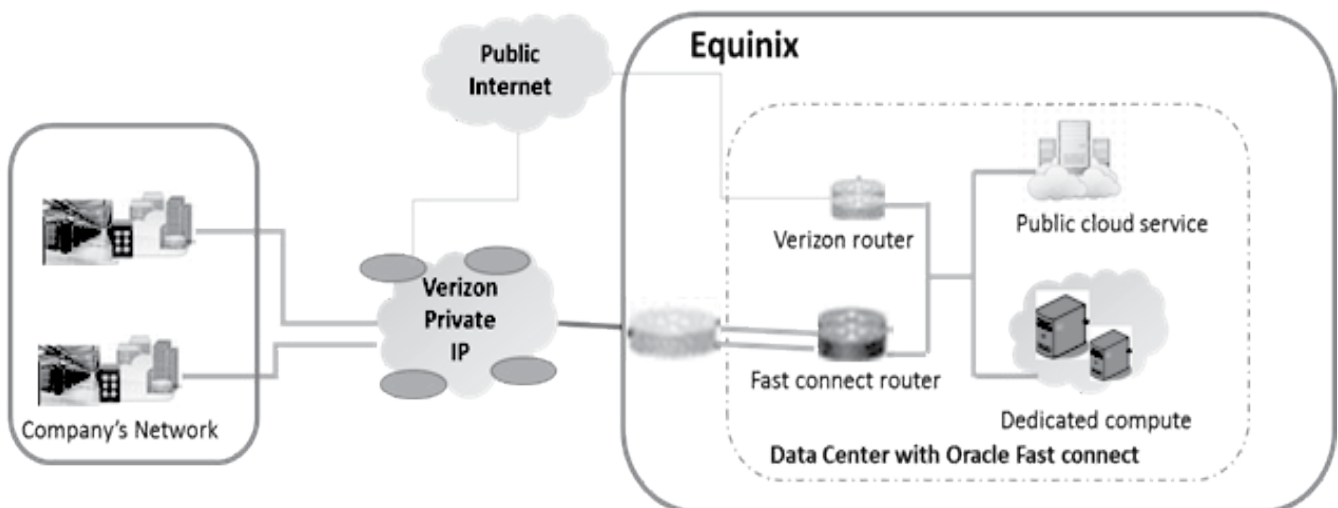 Equinix
Public
Internet
Verizon router
Public cloud service
Verizon
Private
IP
Fast connect router
Dedicated compute
Company's Network
Data Center with Oracle Fast connect